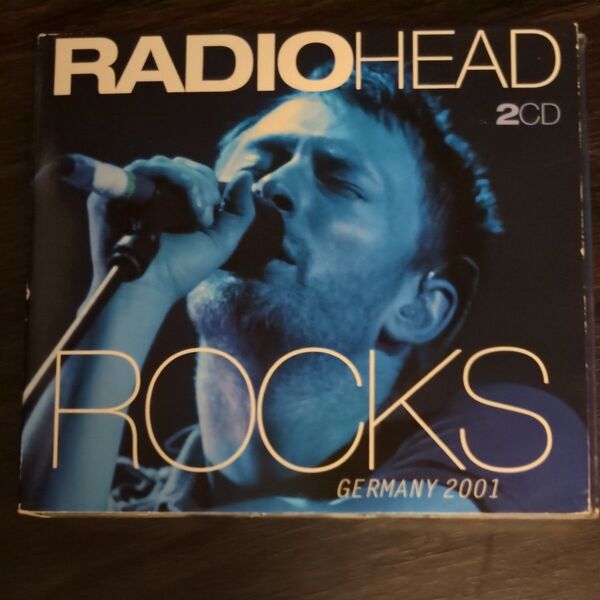 RADIOHEAD
2CD
ROCKS
GERMANY 2001